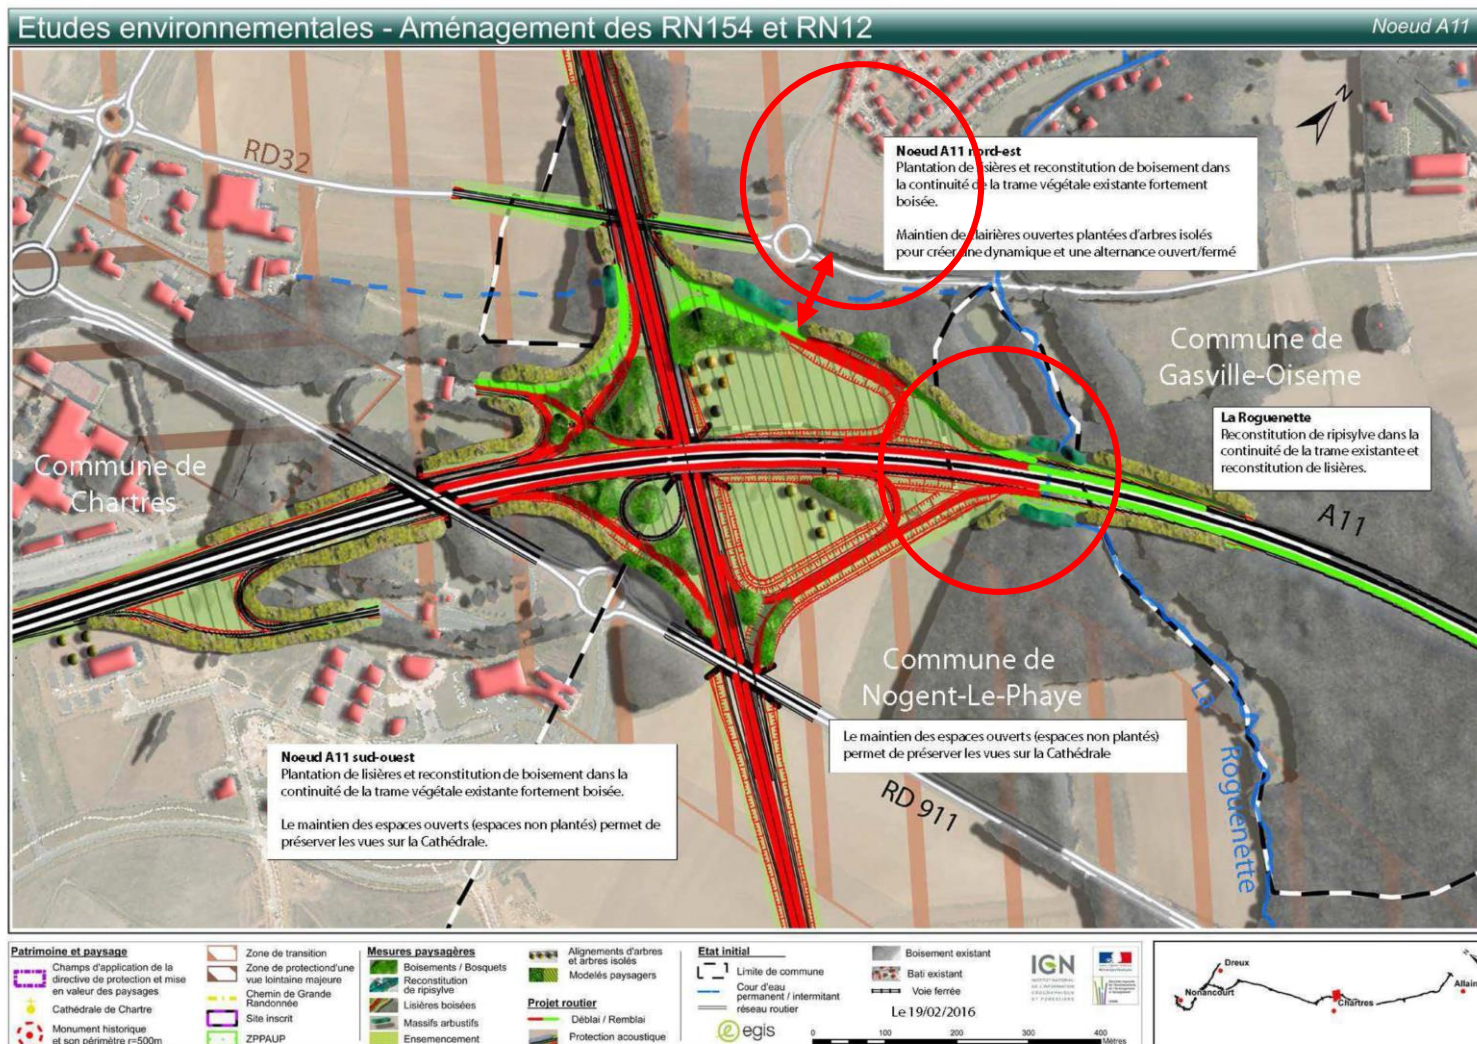 Etudes environnementales - Aménagement des RN154 et RN12
Noeud A11
RD32
N
Noeud A11 nord-est
Plantation de lisières et reconstitution de boisement dans
la continuité de la trame végétale existante fortement
boisée.
Maintien de clairières ouvertes plantées d'arbres isolés
pour créer une dynamique et une alternance ouvert/fermé
Commune de
Gasville-Oiseme
La Roguenette
Reconstitution de ripisylve dans la
continuité de la trame existante et
reconstitution de lisières.
Commune de
Chartres
A11
Commune de
Nogent-Le-Phaye
La
Roguenette
Le maintien des espaces ouverts (espaces non plantés)
permet de préserver les vues sur la Cathédrale
RD 911
Noeud A11 sud-ouest
Plantation de lisières et reconstitution de boisement dans la
continuité de la trame végétale existante fortement boisée.
Le maintien des espaces ouverts (espaces non plantés) permet de
préserver les vues sur la Cathédrale.
Patrimoine et paysage
Champs d'application de la
directive de protection et mise
en valeur des paysages
Cathédrale de Chartre
Monument historique
et son périmètre r=500m
Zone de transition
Zone de protectiond'une
vue lointaine majeure
Chemin de Grande
Randonnée
Site inscrit
ZPPAUP
Mesures paysagères
Boisements / Bosquets
Reconstitution
de ripisylve
Lisières boisées
Massifs arbustifs
Ensemencement
Alignements d'arbres
et arbres isolés
Modelés paysagers
Projet routier
Déblai / Remblai
Protection acoustique
Etat initial
Limite de commune
Cour d'eau
permanent / intermitant
réseau routier
Boisement existant
Bati existant
Voie ferrée
Le 19/02/2016
egis
IGN
0 100 200 300 400
Mètres
Dreux
Nonancourt
Chartres
Allain